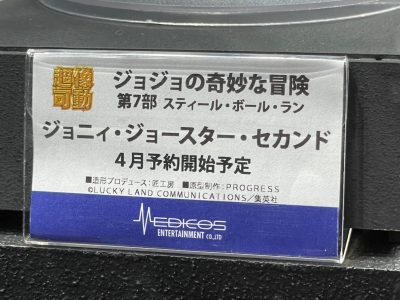 超像可動
ジョジョの奇妙な冒険
第7部 スティール・ボール・ラン
ジョニィ・ジョースター・セカンド
4月予約開始予定
■造形プロデュース:匠工房 ■原型制作:PROGRESS
©LUCKY LAND COMMUNICATIONS/集英社
MEDICOS
ENTERTAINMENT CO.,LTD